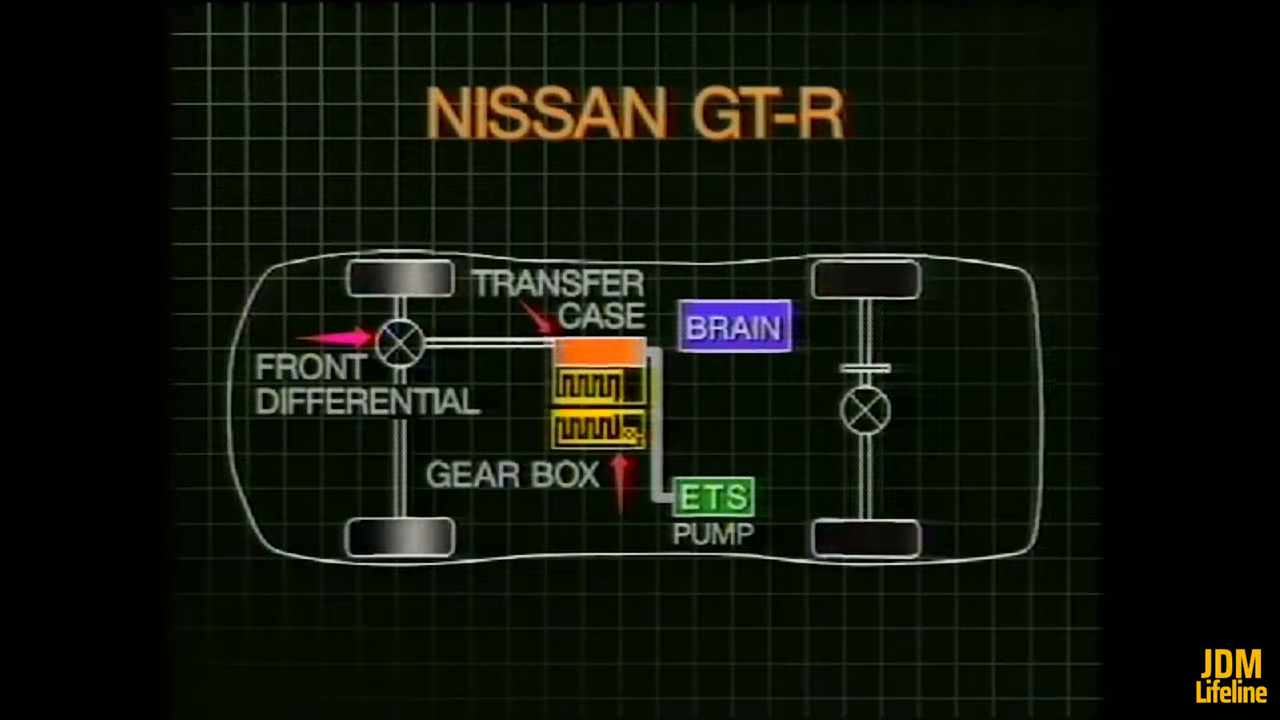 NISSAN GT-R
TRANSFER
CASE
BRAIN
FRONT
DIFFERENTIAL
GEAR BOX
ETS
PUMP
JDM
Lifeline